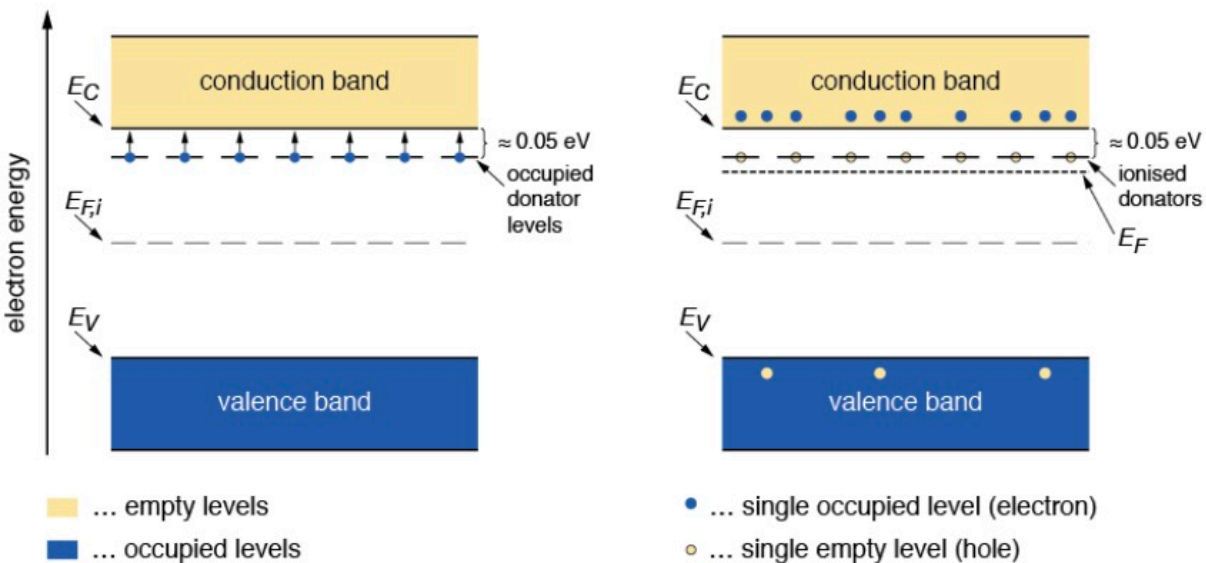 electron energy
E_C
conduction band
≈ 0.05 eV
occupied
donator
levels
E_{F,i}
E_V
valence band
E_C
conduction band
≈ 0.05 eV
ionised
donators
E_F
E_{F,i}
E_V
valence band
... empty levels
... occupied levels
... single occupied level (electron)
... single empty level (hole)